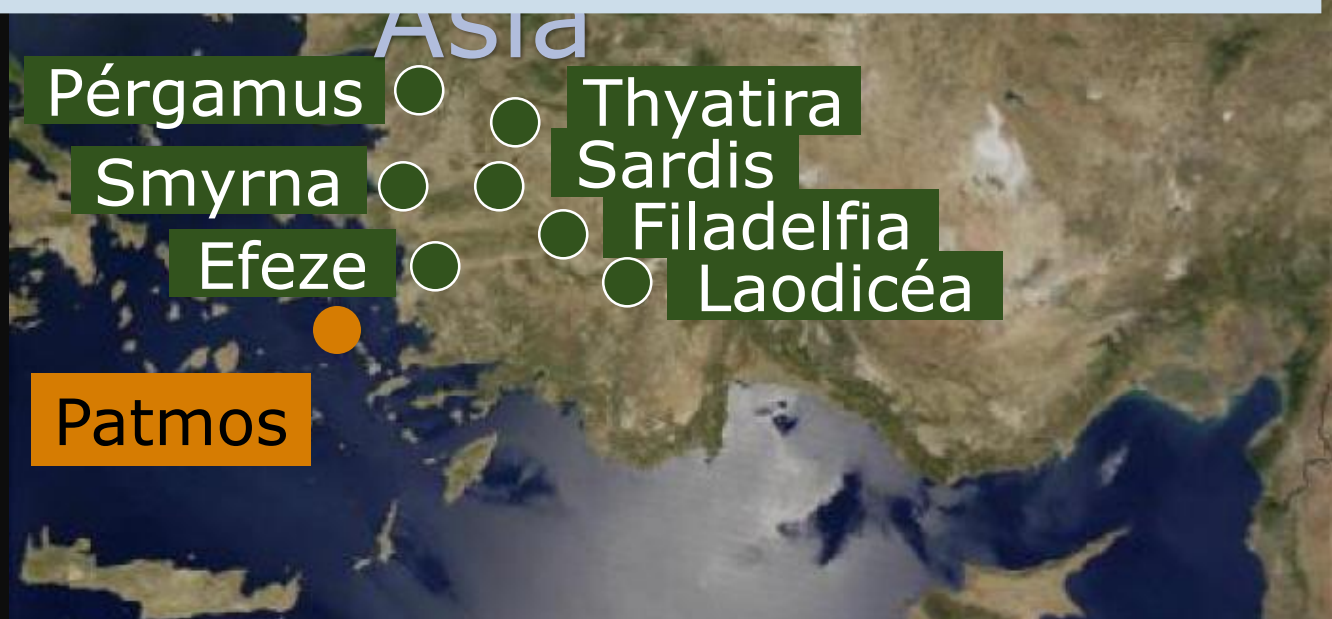 Asia
Pérgamus
Thyatira
Smyrna
Sardis
Filadelfia
Efeze
Laodicéa
Patmos